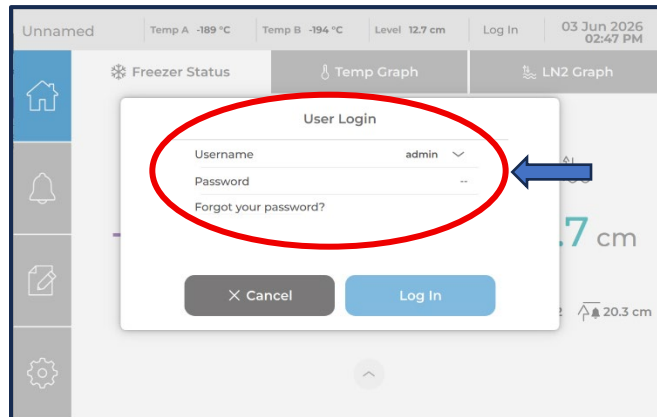 Unnamed Temp A -189 °C Temp B -194 °C Level 12.7 cm Log In 03 Jun 2026
02:47 PM
Freezer Status Temp Graph LN2 Graph
User Login
Username admin
Password --
Forgot your password?
.7 cm
Cancel Log In
2 20.3 cm